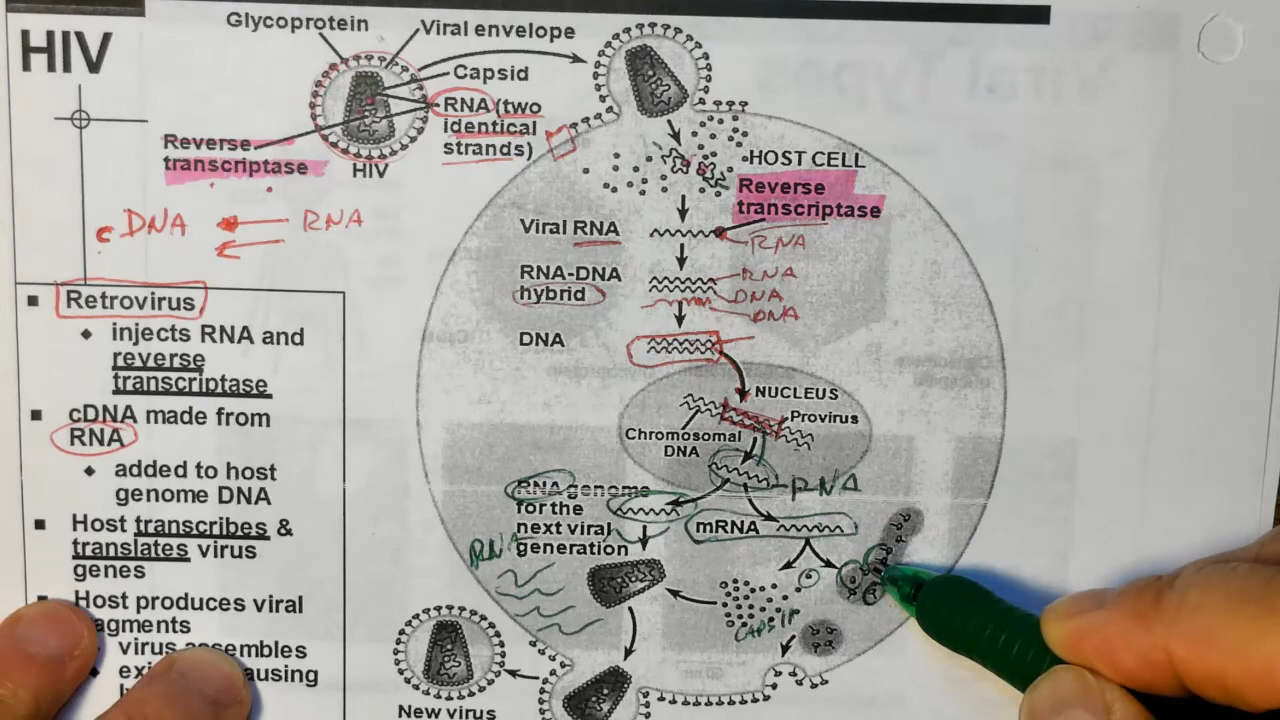 HIV
Glycoprotein
Viral envelope
Capsid
RNA (two
identical
strands)
Reverse
transcriptase
HIV
cDNA ← RNA
HOST CELL
Reverse
transcriptase
Viral RNA
RNA
RNA-DNA
hybrid
RNA
DNA
DNA
DNA
NUCLEUS
Provirus
Chromosomal
DNA
RNA
RNA genome
for the
next viral
generation
RNA
mRNA
CAPSID
New virus
■ Retrovirus
◆ injects RNA and
reverse
transcriptase
■ cDNA made from
RNA
◆ added to host
genome DNA
■ Host transcribes &
translates virus
genes
■ Host produces viral
virus assembles